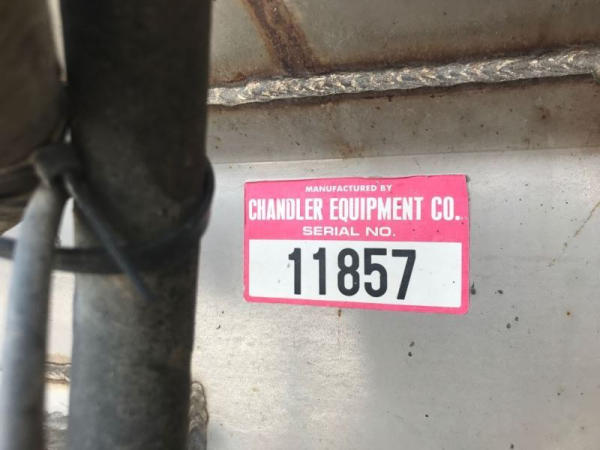 MANUFACTURED BY
CHANDLER EQUIPMENT CO.
SERIAL NO.
11857